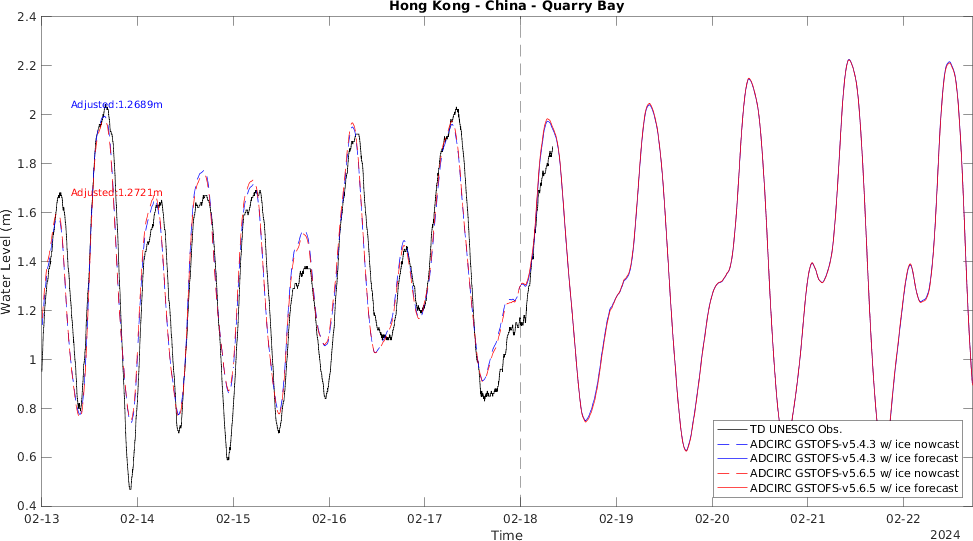 Hong Kong - China - Quarry Bay
2.4
2.2
2
1.8
1.6
1.4
1.2
1
0.8
0.6
0.4
Water Level (m)
Adjusted:1.2689m
Adjusted:1.2721m
TD UNESCO Obs.
ADCIRC GSTOFS-v5.4.3 w/ ice nowcast
ADCIRC GSTOFS-v5.4.3 w/ ice forecast
ADCIRC GSTOFS-v5.6.5 w/ ice nowcast
ADCIRC GSTOFS-v5.6.5 w/ ice forecast
02-13 02-14 02-15 02-16 02-17 02-18 02-19 02-20 02-21 02-22
Time
2024